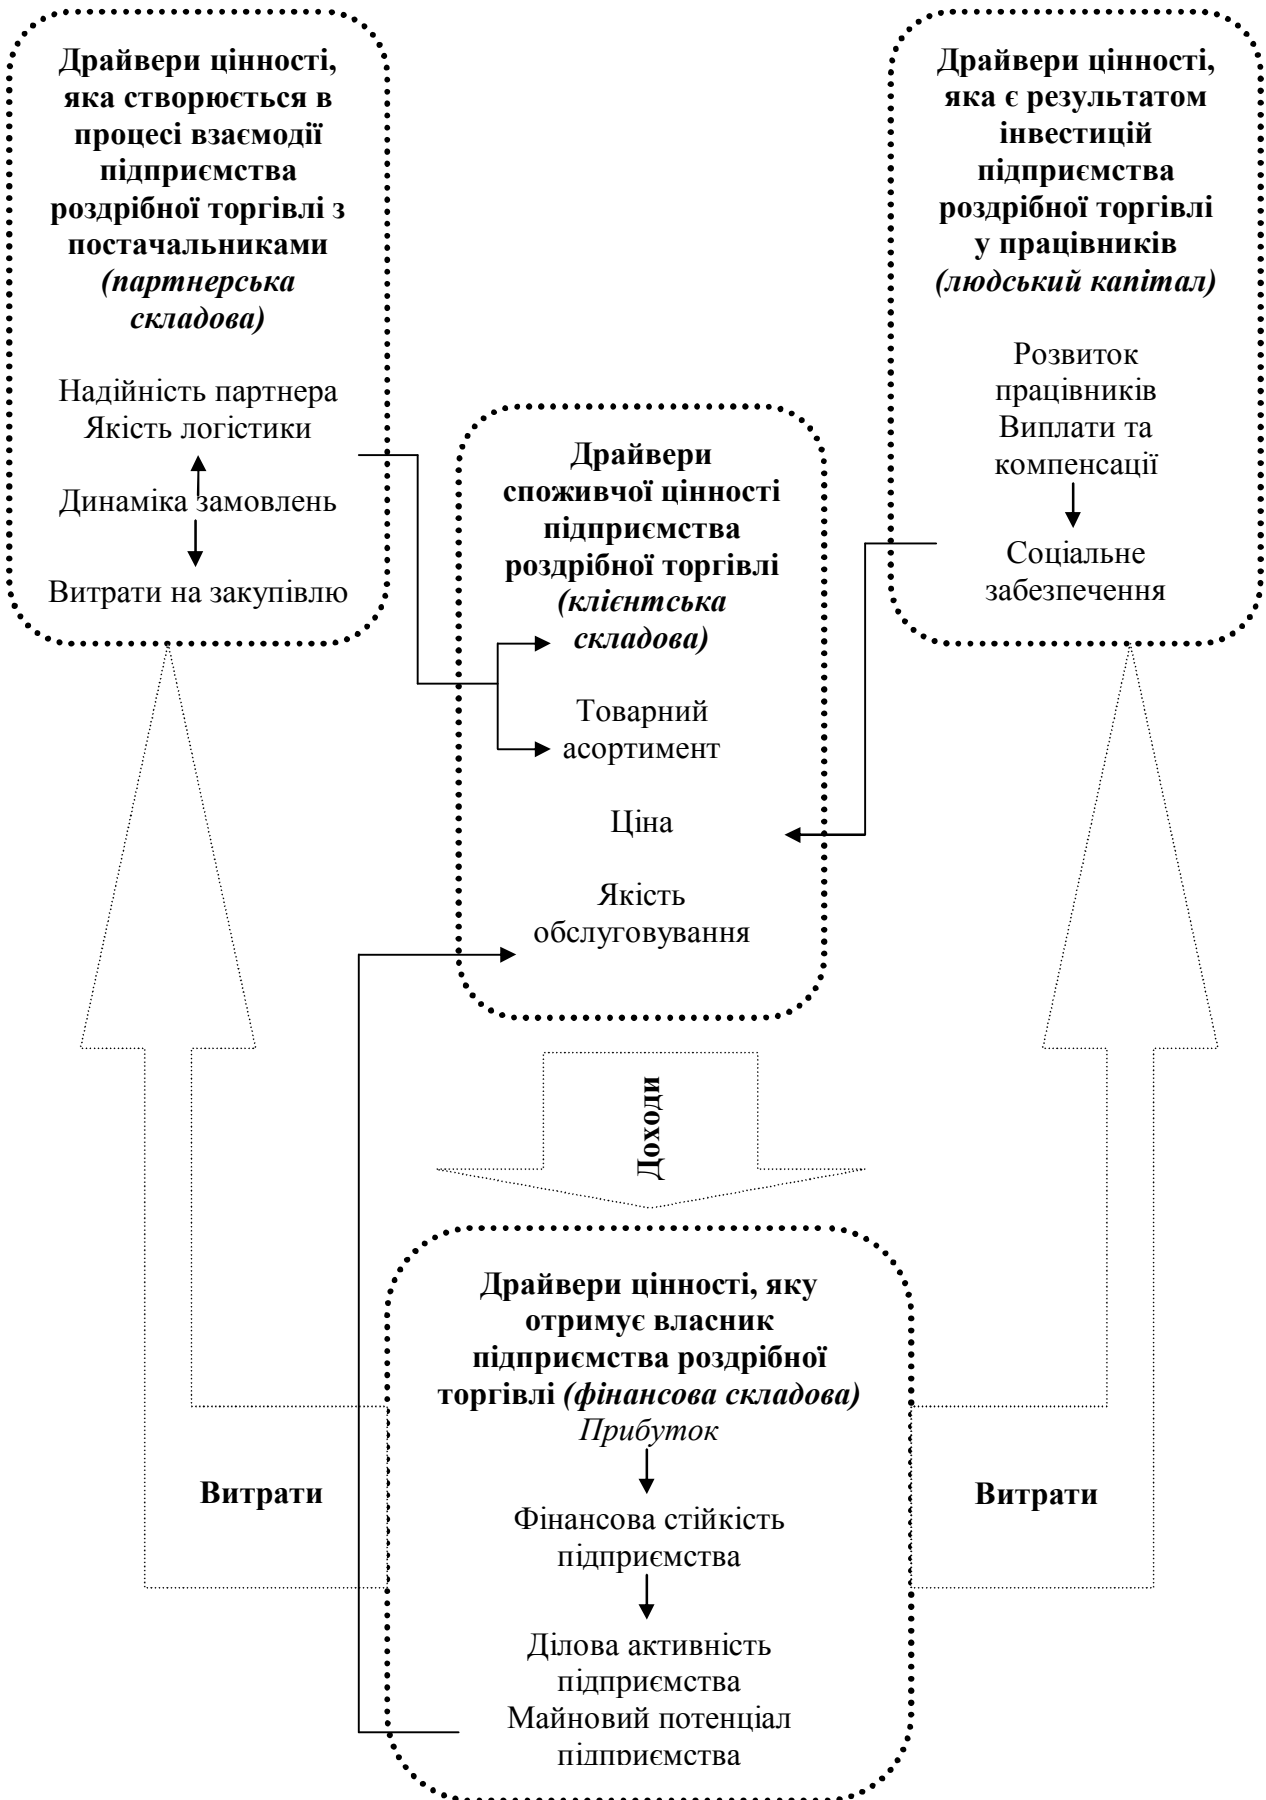 Драйвери цінності,
яка створюється в
процесі взаємодії
підприємства
роздрібної торгівлі з
постачальниками
(партнерська
складова)
Надійність партнера
Якість логістики
Динаміка замовлень
Витрати на закупівлю
Драйвери цінності,
яка є результатом
інвестицій
підприємства
роздрібної торгівлі
у працівників
(людський капітал)
Розвиток
працівників
Виплати та
компенсації
Соціальне
забезпечення
Драйвери
споживчої цінності
підприємства
роздрібної торгівлі
(клієнтська
складова)
Товарний
асортимент
Ціна
Якість
обслуговування
Доходи
Драйвери цінності, яку
отримує власник
підприємства роздрібної
торгівлі (фінансова складова)
Прибуток
Фінансова стійкість
підприємства
Ділова активність
підприємства
Майновий потенціал
підприємства
Витрати
Витрати